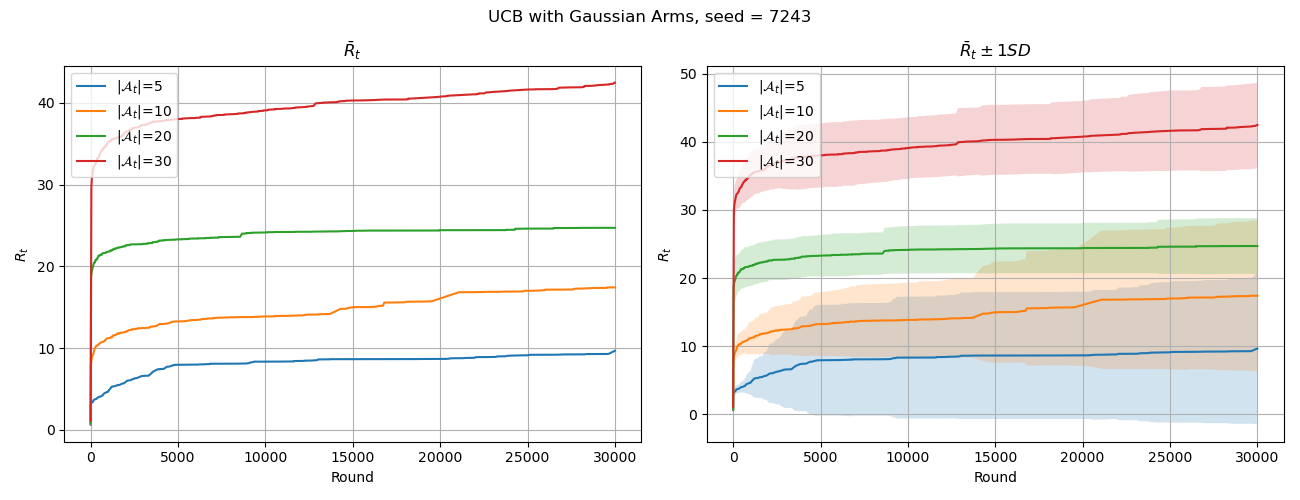 UCB with Gaussian Arms, seed = 7243
R̄ₜ
|𝒜ₜ|=5
|𝒜ₜ|=10
|𝒜ₜ|=20
|𝒜ₜ|=30
40
30
20
10
0
Rₜ
0 5000 10000 15000 20000 25000 30000
Round
R̄ₜ ± 1SD
|𝒜ₜ|=5
|𝒜ₜ|=10
|𝒜ₜ|=20
|𝒜ₜ|=30
50
40
30
20
10
0
Rₜ
0 5000 10000 15000 20000 25000 30000
Round